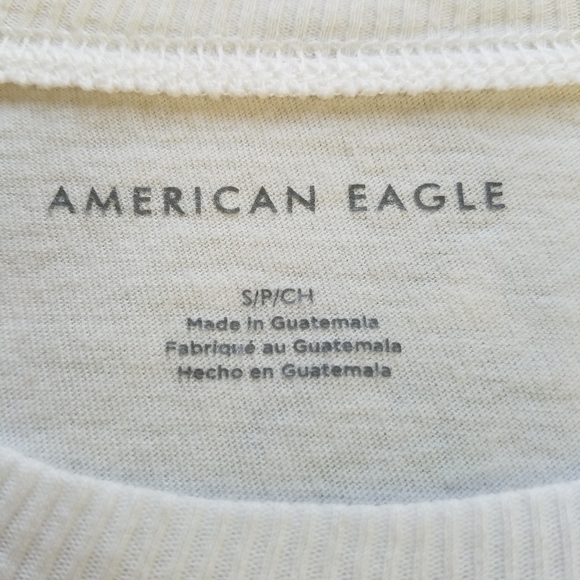 AMERICAN EAGLE
S/P/CH
Made in Guatemala
Fabriqué au Guatemala
Hecho en Guatemala